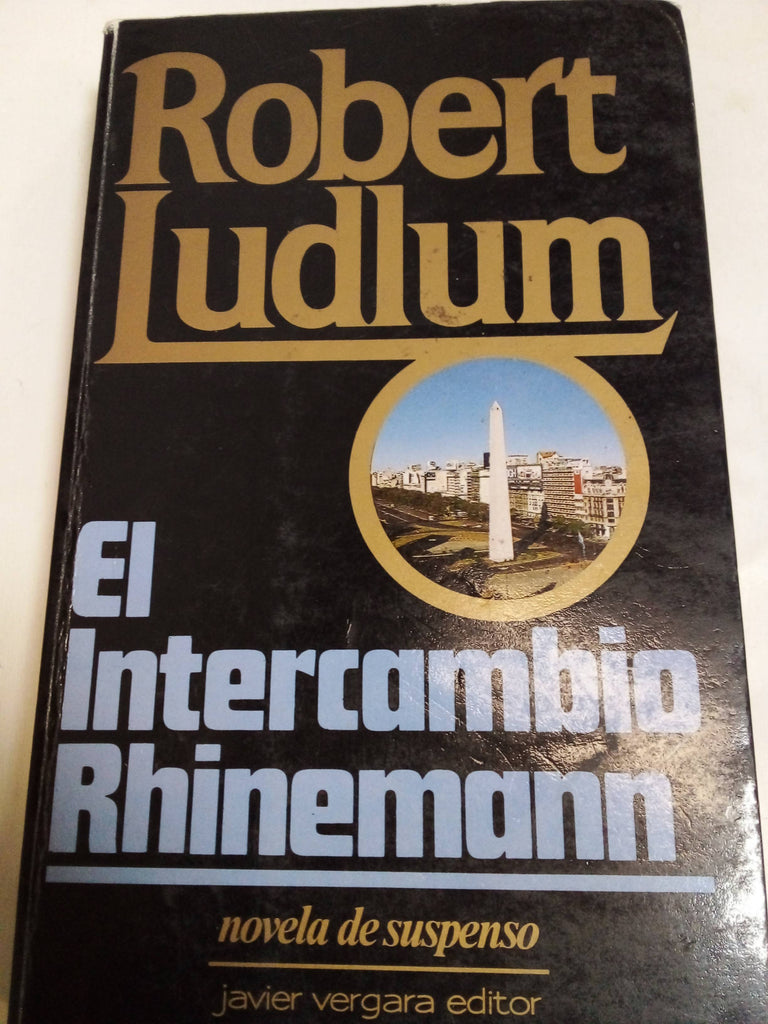 Robert
Ludlum
El
Intercambio
Rhinemann
novela de suspenso
javier vergara editor